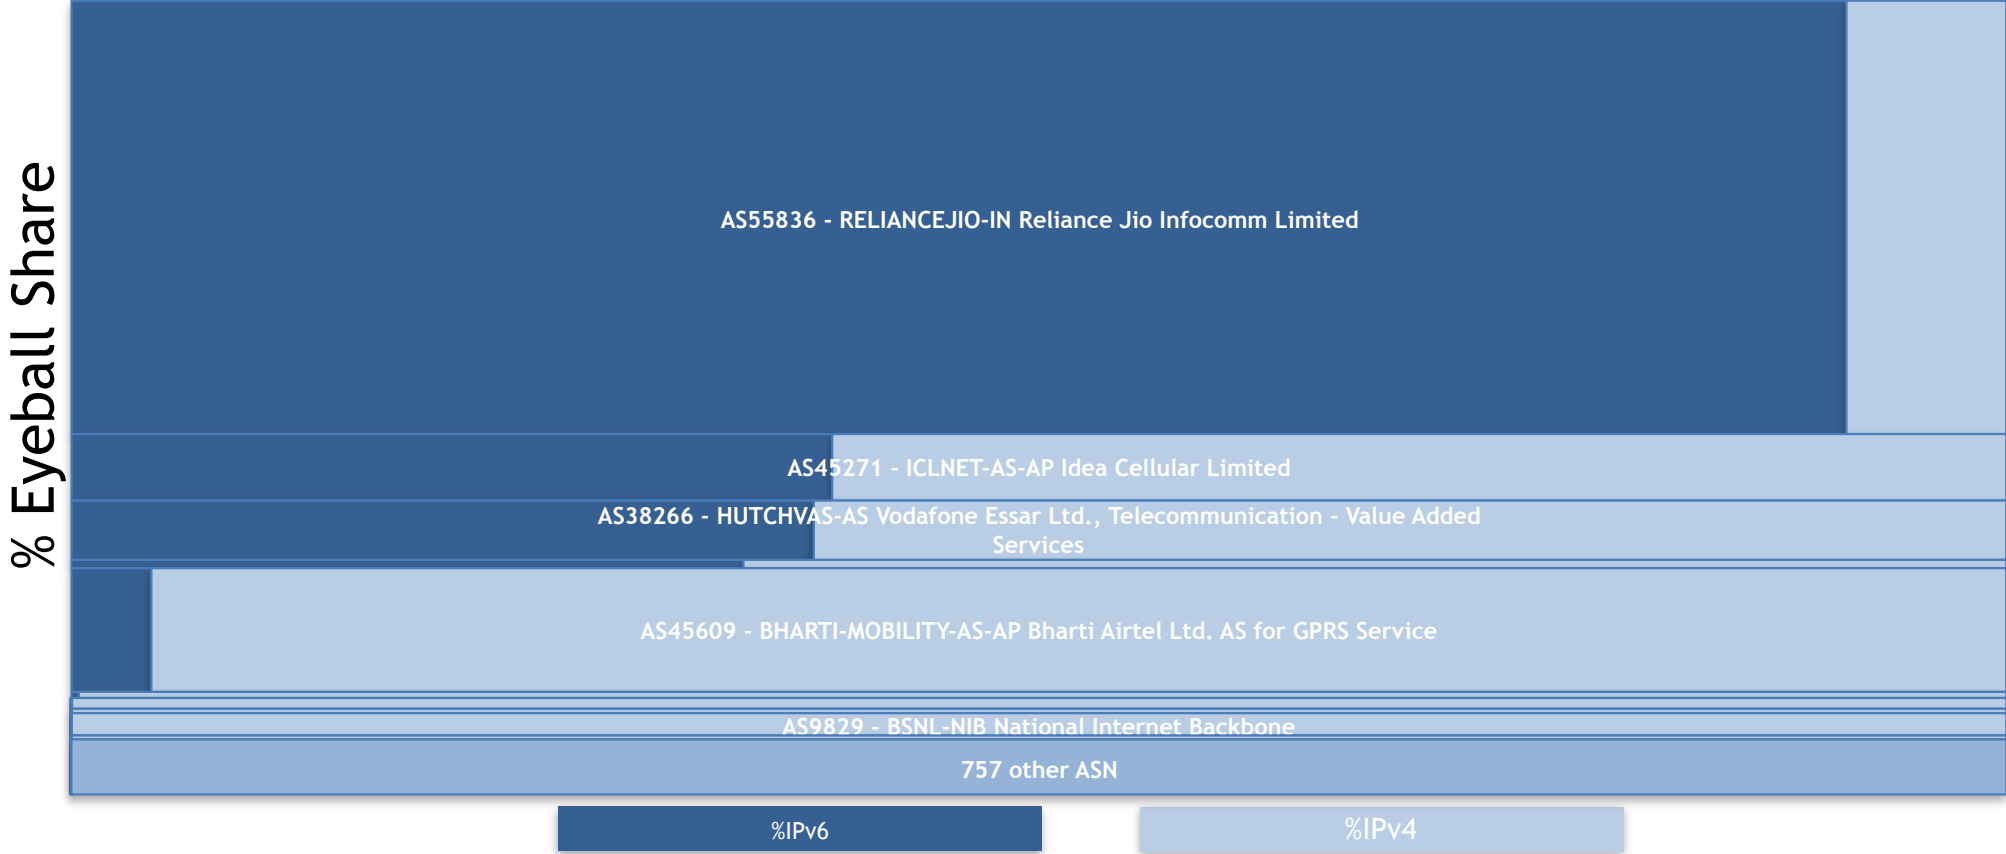 % Eyeball Share
AS55836 - RELIANCEJIO-IN Reliance Jio Infocomm Limited
AS45271 - ICLNET-AS-AP Idea Cellular Limited
AS38266 - HUTCHVAS-AS Vodafone Essar Ltd., Telecommunication - Value Added
Services
AS45609 - BHARTI-MOBILITY-AS-AP Bharti Airtel Ltd. AS for GPRS Service
AS9829 - BSNL-NIB National Internet Backbone
757 other ASN
%IPv6
%IPv4